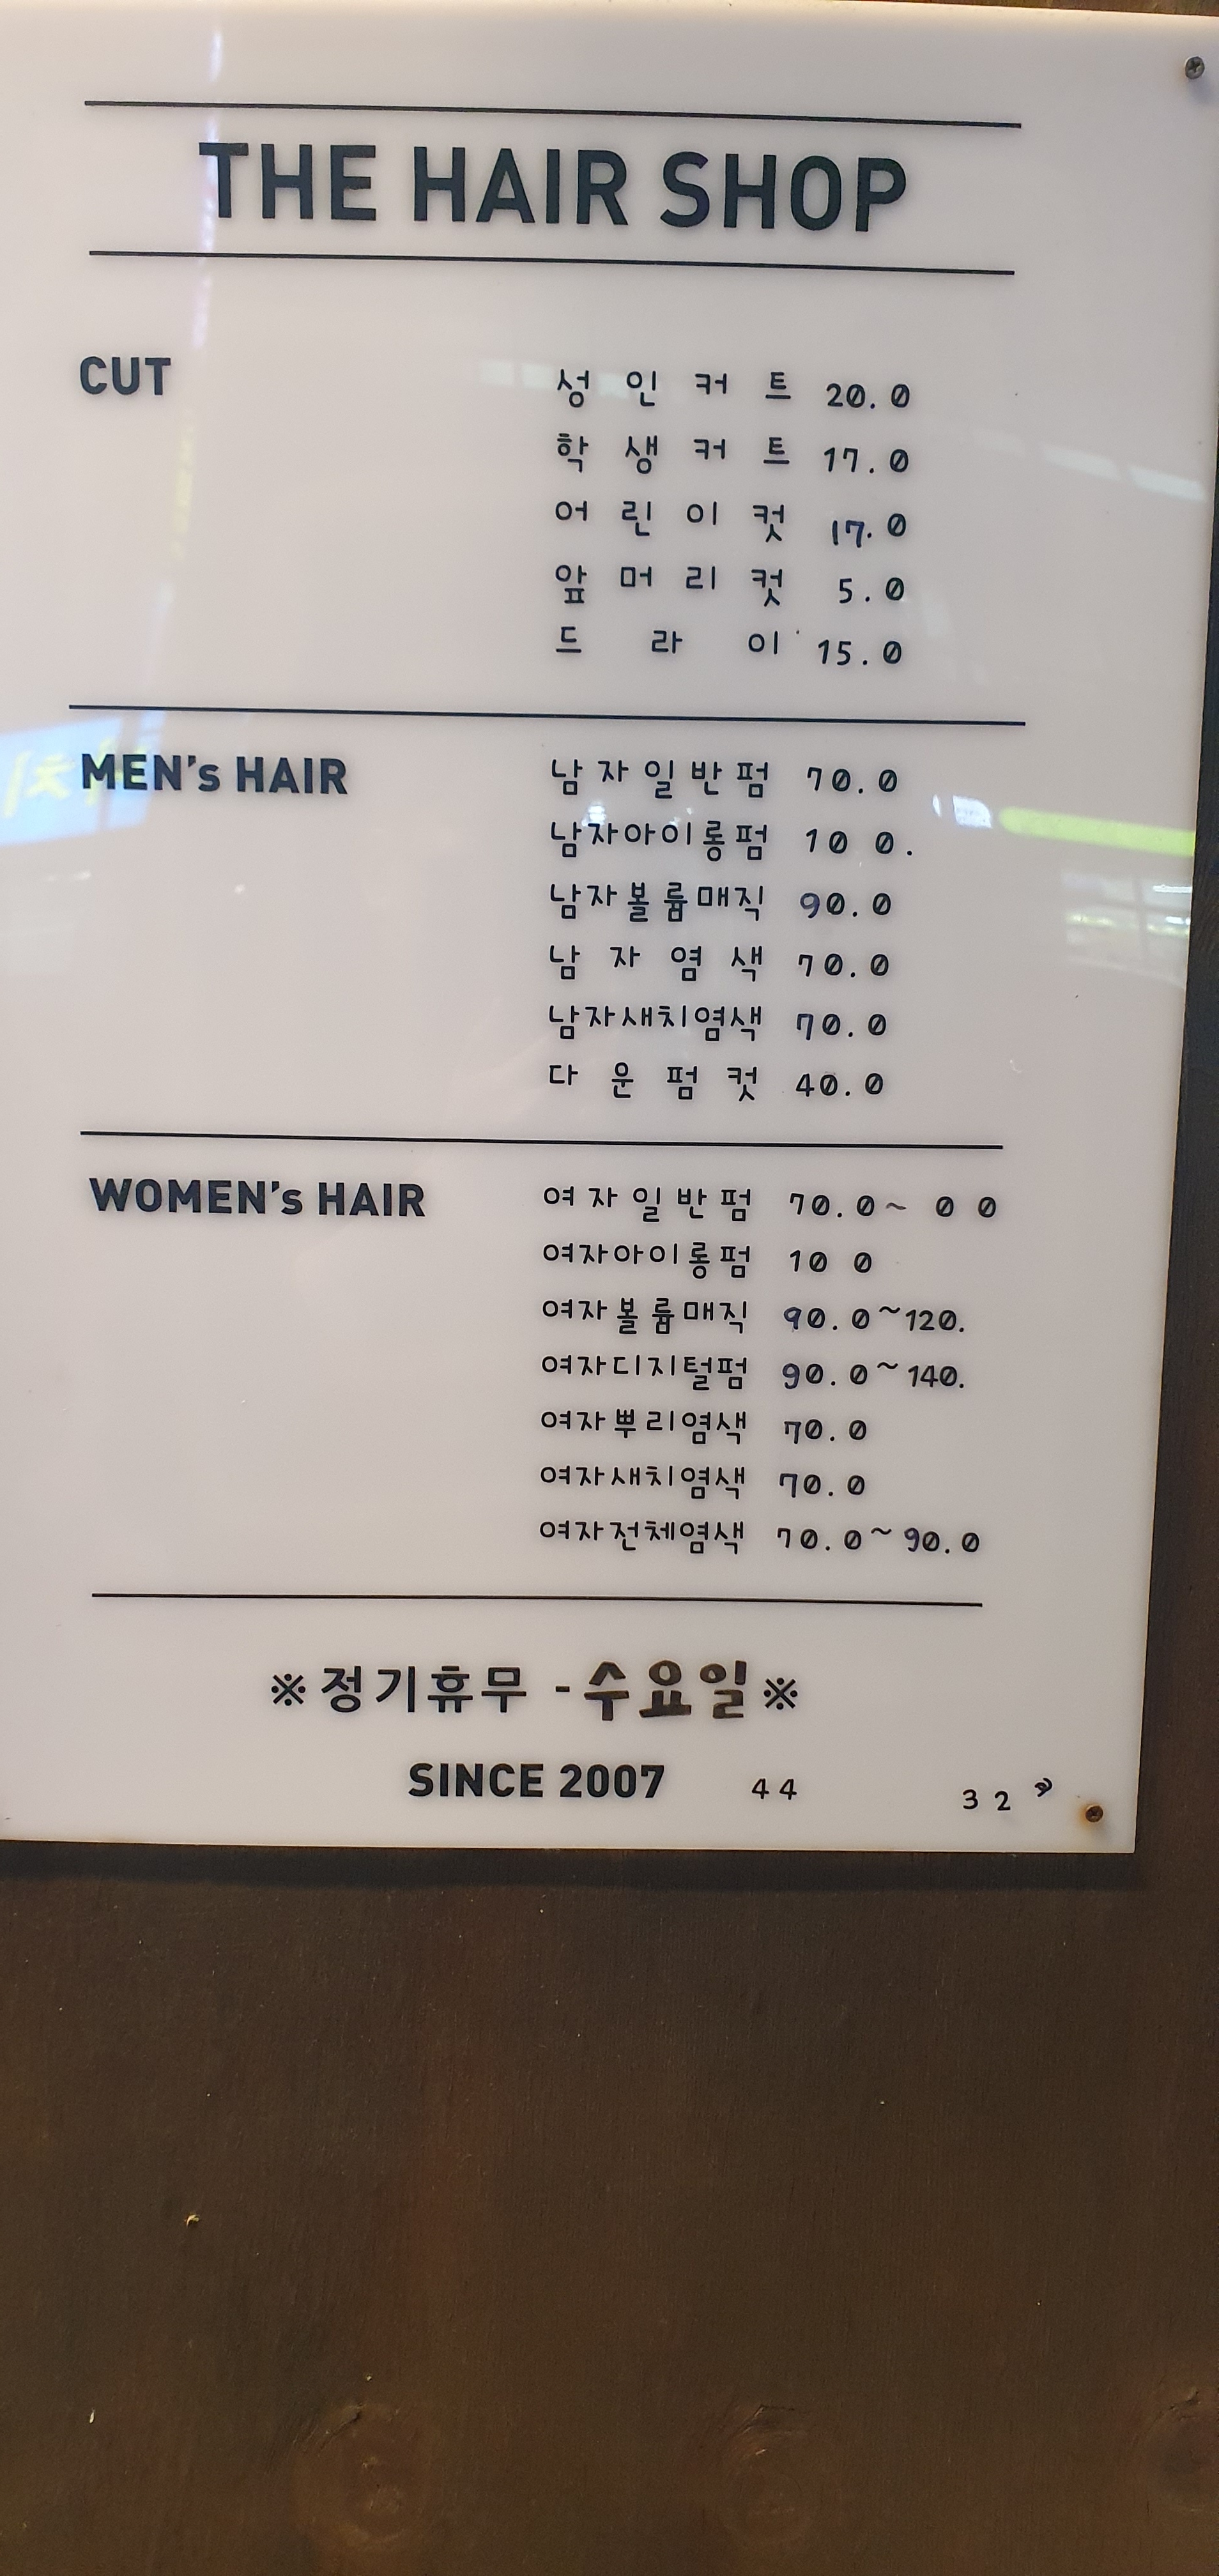 THE HAIR SHOP
CUT
성인커트 20.0
학생커트 17.0
어린이컷 17.0
앞머리컷 5.0
드라이 15.0
MEN's HAIR
남자일반펌 70.0
남자아이롱펌 10 0.
남자볼륨매직 90.0
남자염색 70.0
남자새치염색 70.0
다운펌컷 40.0
WOMEN's HAIR
여자일반펌 70.0~ 0 0
여자아이롱펌 10 0
여자볼륨매직 90.0~120.
여자디지털펌 90.0~140.
여자뿌리염색 70.0
여자새치염색 70.0
여자전체염색 70.0~90.0
※정기휴무 -수요일※
SINCE 2007 44 32